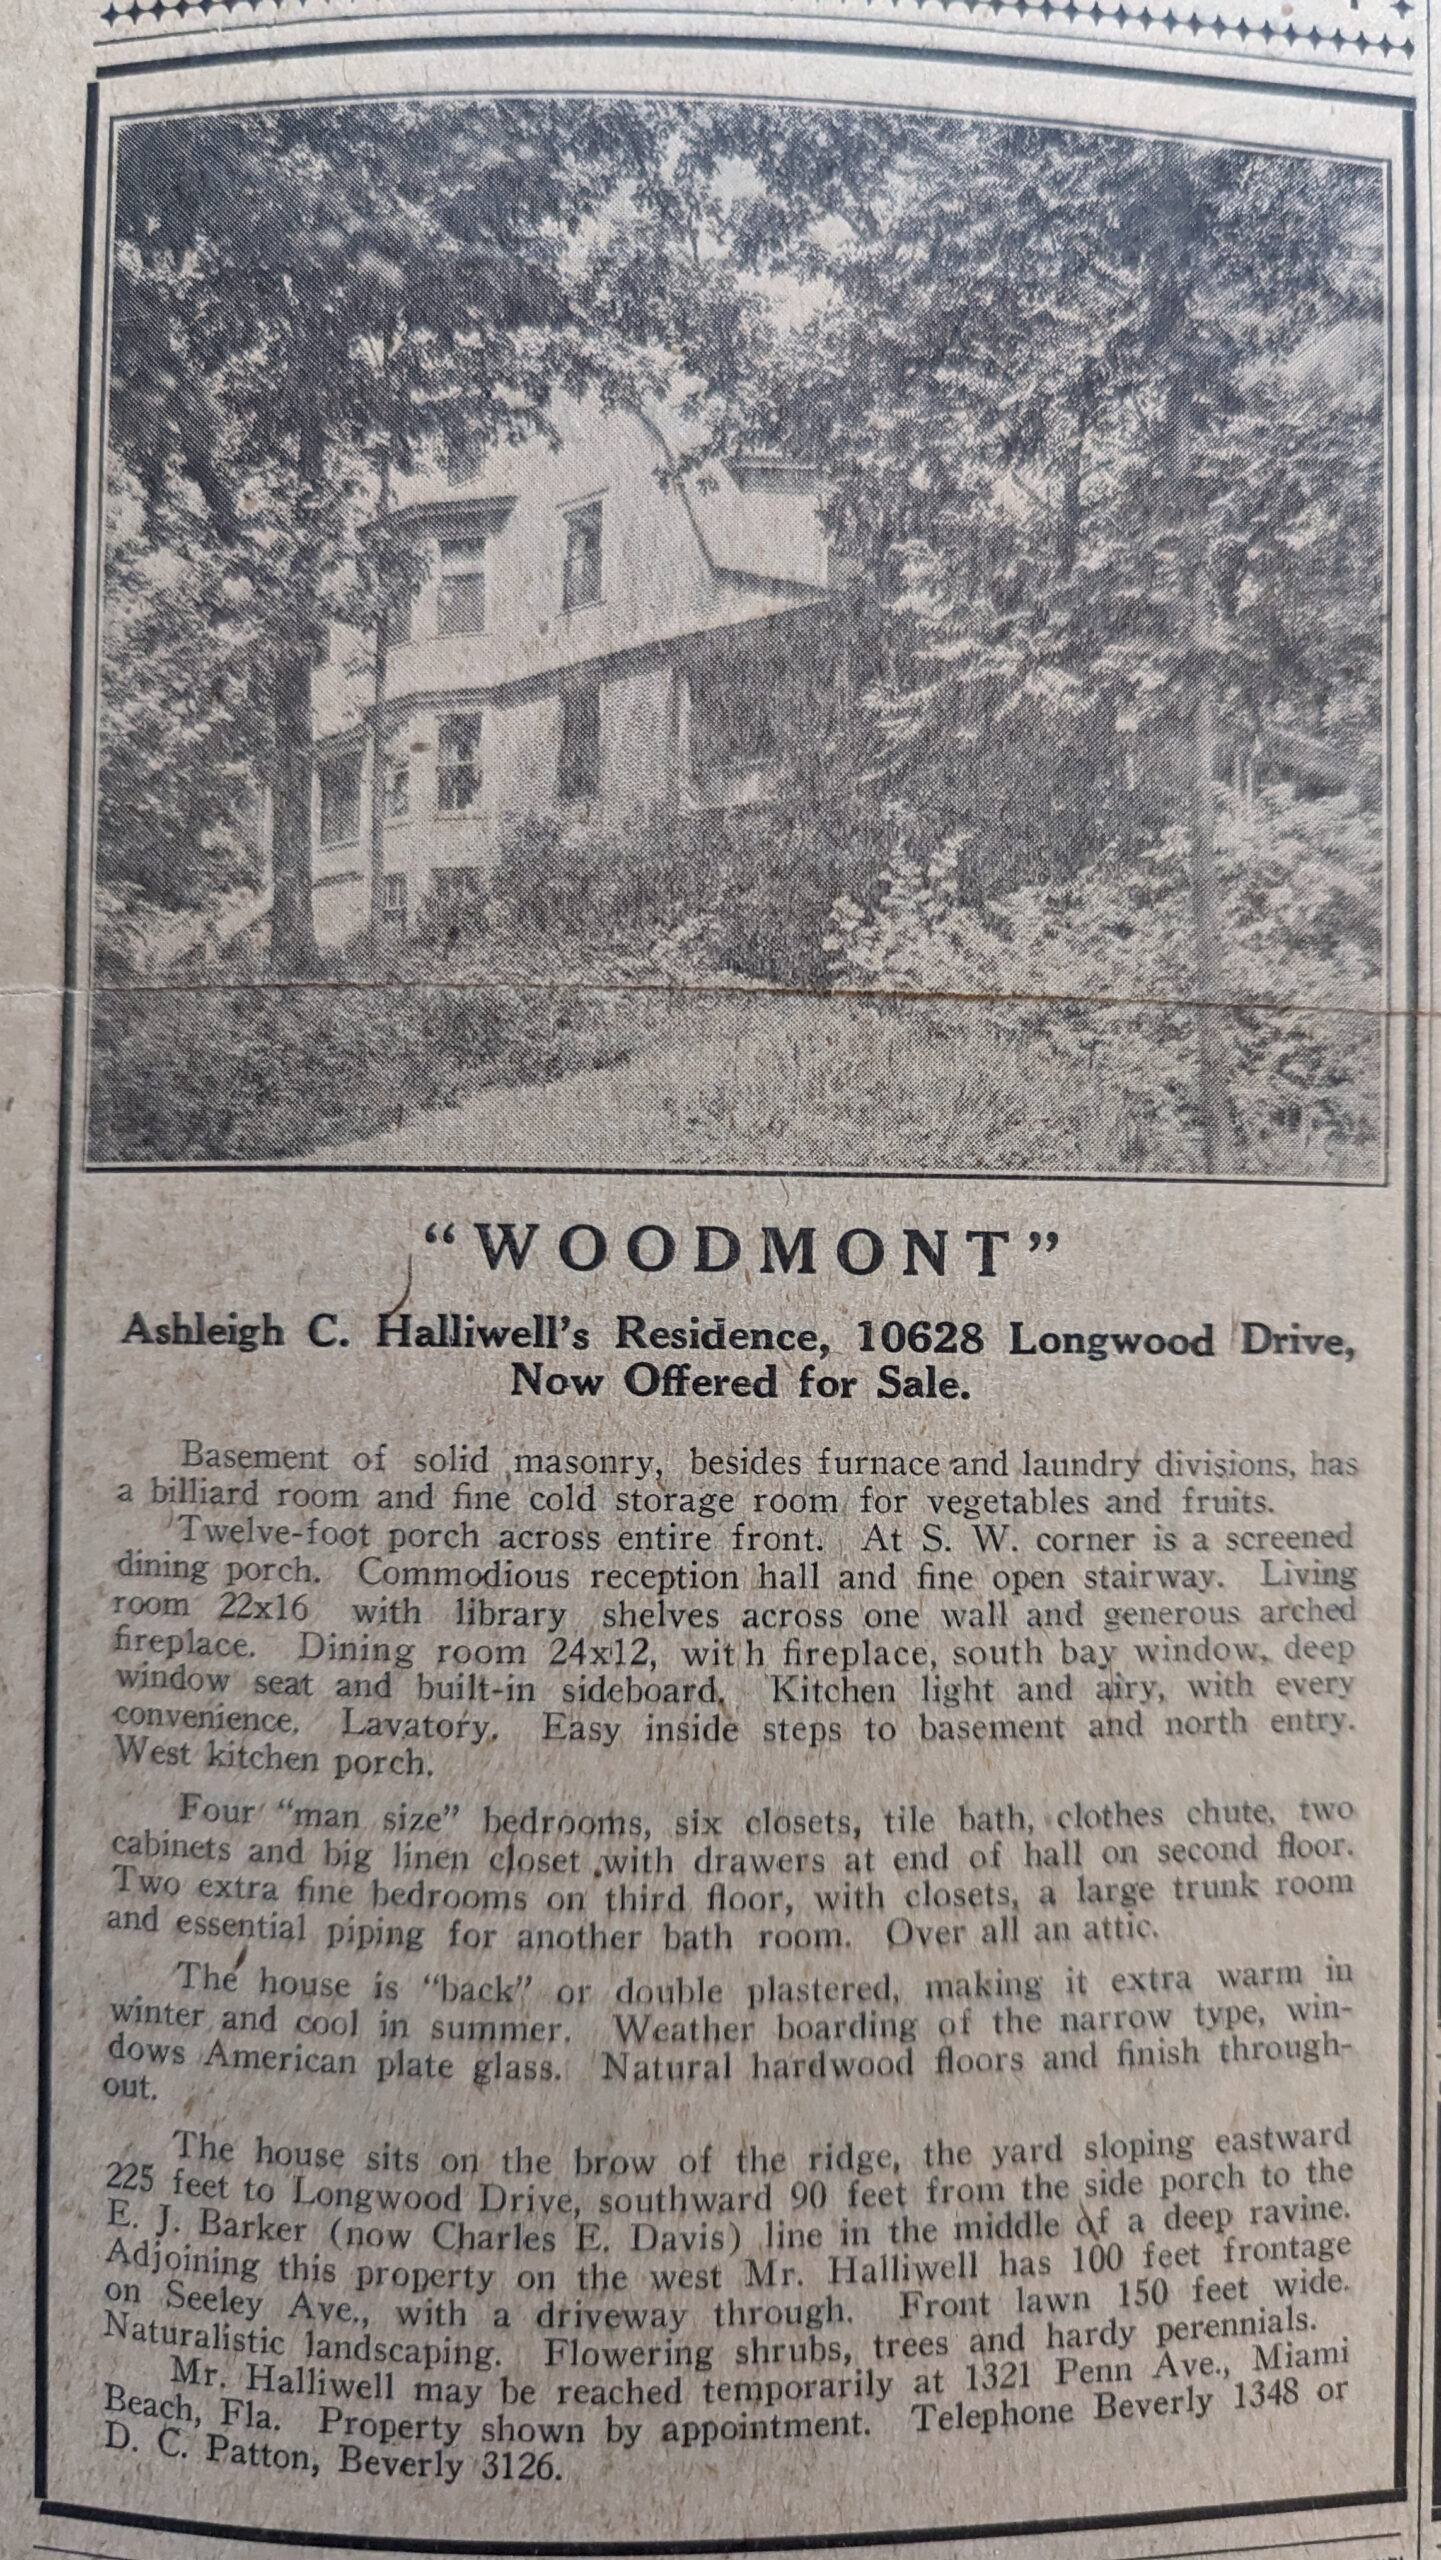 “WOODMONT”
Ashleigh C. Halliwell’s Residence, 10628 Longwood Drive,
Now Offered for Sale.
Basement of solid masonry, besides furnace and laundry divisions, has
a billiard room and fine cold storage room for vegetables and fruits.
Twelve-foot porch across entire front. At S. W. corner is a screened
dining porch. Commodious reception hall and fine open stairway. Living
room 22x16 with library shelves across one wall and generous arched
fireplace. Dining room 24x12, with fireplace, south bay window, deep
window seat and built-in sideboard. Kitchen light and airy, with every
convenience. Lavatory. Easy inside steps to basement and north entry.
West kitchen porch.
Four “man size” bedrooms, six closets, tile bath, clothes chute, two
cabinets and big linen closet with drawers at end of hall on second floor.
Two extra fine bedrooms on third floor, with closets, a large trunk room
and essential piping for another bath room. Over all an attic.
The house is “back” or double plastered, making it extra warm in
winter and cool in summer. Weather boarding of the narrow type, win-
dows American plate glass. Natural hardwood floors and finish through-
out.
The house sits on the brow of the ridge, the yard sloping eastward
225 feet to Longwood Drive, southward 90 feet from the side porch to the
E. J. Barker (now Charles E. Davis) line in the middle of a deep ravine.
Adjoining this property on the west Mr. Halliwell has 100 feet frontage
on Seeley Ave., with a driveway through. Front lawn 150 feet wide.
Naturalistic landscaping. Flowering shrubs, trees and hardy perennials.
Mr. Halliwell may be reached temporarily at 1321 Penn Ave., Miami
Beach, Fla. Property shown by appointment. Telephone Beverly 1348 or
D. C. Patton, Beverly 3126.